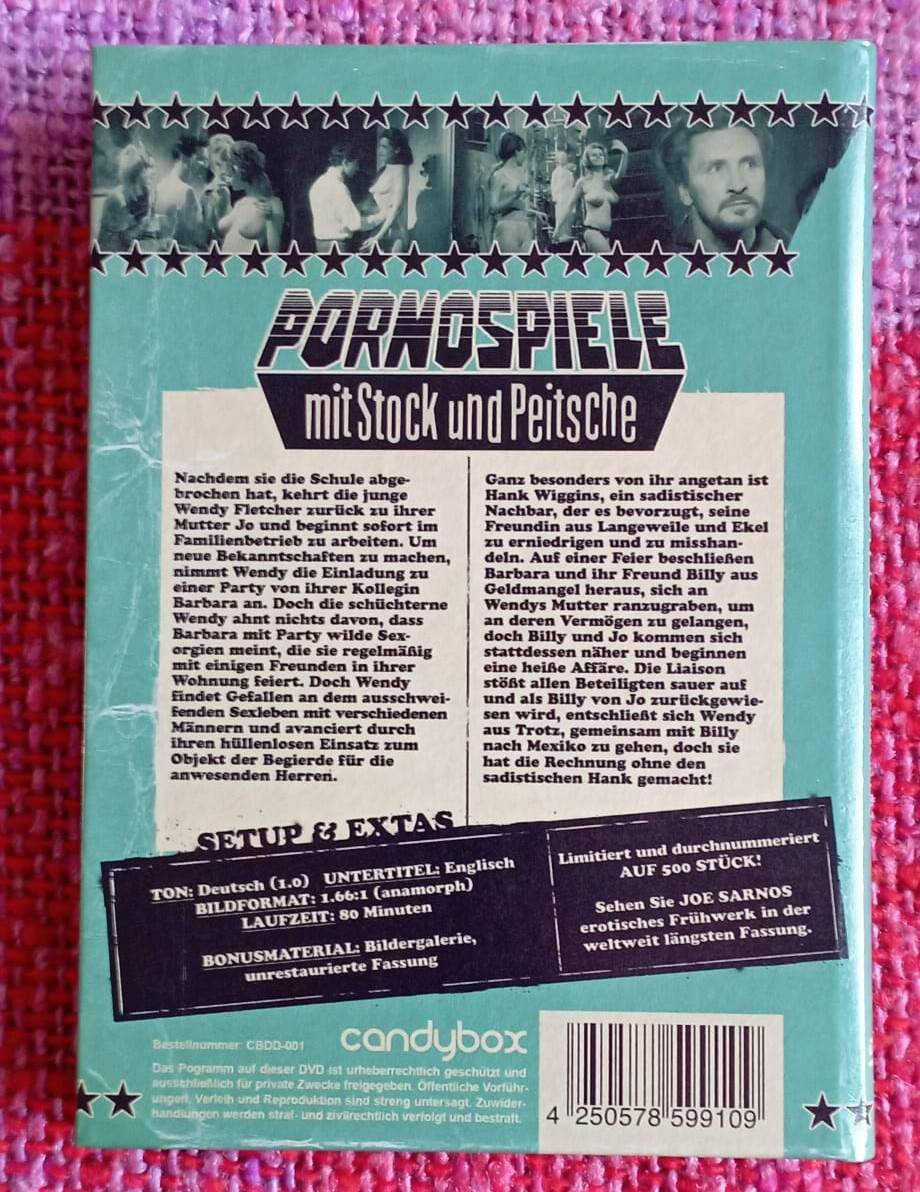 PORNOSPIELE
mit Stock und Peitsche
Nachdem sie die Schule abge-
brochen hat, kehrt die junge
Wendy Fletcher zurück zu ihrer
Mutter Jo und beginnt sofort im
Familienbetrieb zu arbeiten. Um
neue Bekanntschaften zu machen,
nimmt Wendy die Einladung zu
einer Party von ihrer Kollegin
Barbara an. Doch die schüchterne
Wendy ahnt nichts davon, dass
Barbara mit Party wilde Sex-
orgien meint, die sie regelmäßig
mit einigen Freunden in ihrer
Wohnung feiert. Doch Wendy
findet Gefallen an dem ausschwei-
fenden Sexleben mit verschiedenen
Männern und avanciert durch
ihren hüllenlosen Einsatz zum
Objekt der Begierde für die
anwesenden Herren.
Ganz besonders von ihr angetan ist
Hank Wiggins, ein sadistischer
Nachbar, der es bevorzugt, seine
Freundin aus Langeweile und Ekel
zu erniedrigen und zu misshan-
deln. Auf einer Feier beschließen
Barbara und ihr Freund Billy aus
Geldmangel heraus, sich an
Wendys Mutter ranzugraben, um
an deren Vermögen zu gelangen,
doch Billy und Jo kommen sich
stattdessen näher und beginnen
eine heiße Affäre. Die Liaison
stößt allen Beteiligten sauer auf
und als Billy von Jo zurückgewie-
sen wird, entschließt sich Wendy
aus Trotz, gemeinsam mit Billy
nach Mexiko zu gehen, doch sie
hat die Rechnung ohne den
sadistischen Hank gemacht!
SETUP & EXTAS
TON: Deutsch (1.0) UNTERTITEL: Englisch
BILDFORMAT: 1.66:1 (anamorph)
LAUFZEIT: 80 Minuten
BONUSMATERIAL: Bildergalerie,
unrestaurierte Fassung
Limitiert und durchnummeriert
AUF 500 STÜCK!
Sehen Sie JOE SARNOS
erotisches Frühwerk in der
weltweit längsten Fassung.
Bestellnummer: CBDD-001
candybox
Das Pogramm auf dieser DVD ist urheberrechtlich geschützt und
ausschließlich für private Zwecke freigegeben. Öffentliche Vorführ-
ungen, Verleih und Reproduktion sind streng untersagt. Zuwider-
handlungen werden straf- und zivilrechtlich verfolgt und bestraft.
4 250578 599109